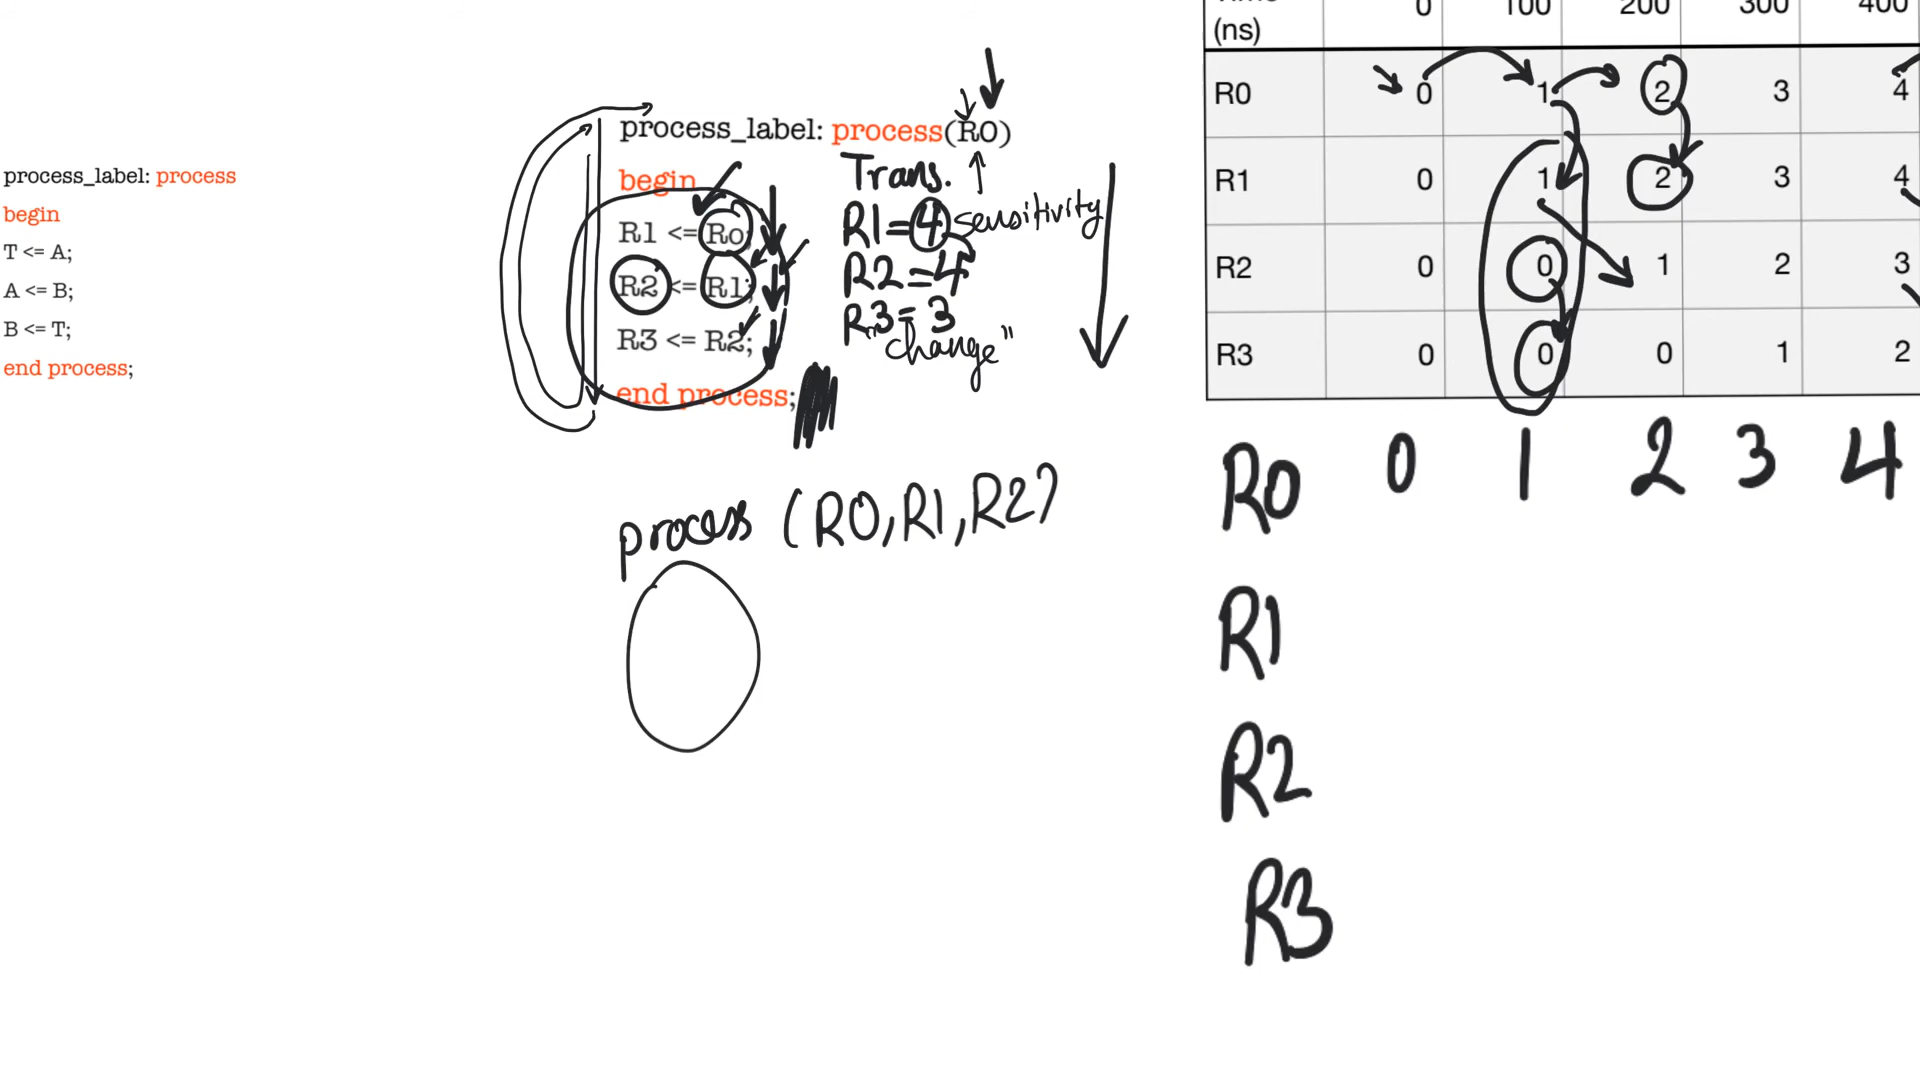 process_label: process
begin
T <= A;
A <= B;
B <= T;
end process;
process_label: process(R0)
begin
R1 <= Ro;
R2 <= R1;
R3 <= R2;
end process;
Trans.
R1=4 sensitivity
R2=4
R3=3
"change"
process (R0,R1,R2)
(ns) 0 100 200 300 400
R0 0 1 2 3 4
R1 0 1 2 3 4
R2 0 0 1 2 3
R3 0 0 0 1 2
R0 0 1 2 3 4
R1
R2
R3